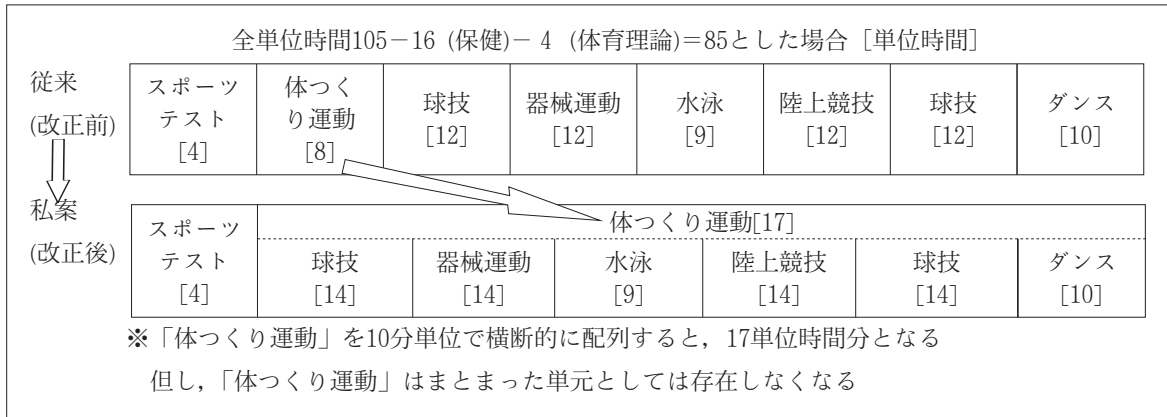 全単位時間105－16（保健）－4（体育理論）＝85とした場合［単位時間］
従来
(改正前)
スポーツ
テスト
[4]
体つく
り運動
[8]
球技
[12]
器械運動
[12]
水泳
[9]
陸上競技
[12]
球技
[12]
ダンス
[10]
私案
(改正後)
スポーツ
テスト
[4]
体つくり運動[17]
球技
[14]
器械運動
[14]
水泳
[9]
陸上競技
[14]
球技
[14]
ダンス
[10]
※「体つくり運動」を10分単位で横断的に配列すると，17単位時間分となる
但し，「体つくり運動」はまとまった単元としては存在しなくなる